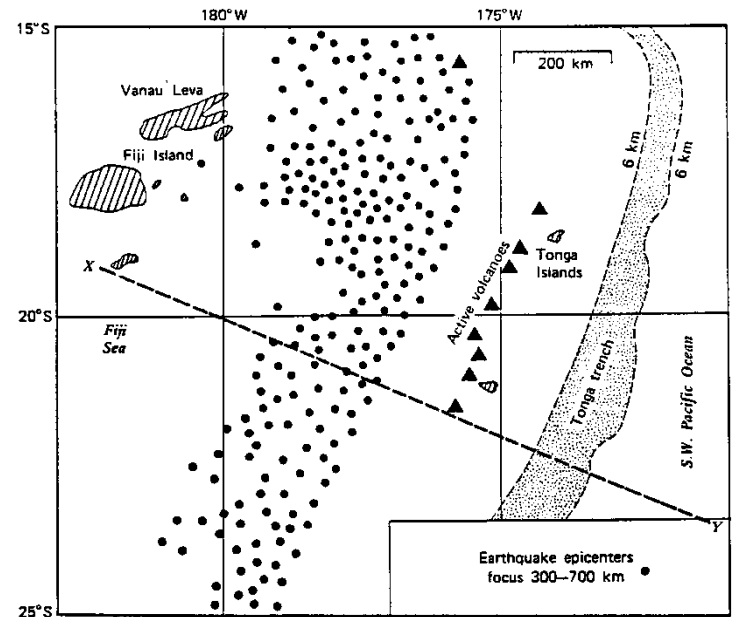 180°W
175°W
15°S
200 km
Vanau Leva
Fiji Island
6 km
6 km
Tonga
Islands
Active volcanoes
X
20°S
Fiji
Sea
Tonga trench
S.W. Pacific Ocean
Y
Earthquake epicenters
focus 300–700 km
25°S